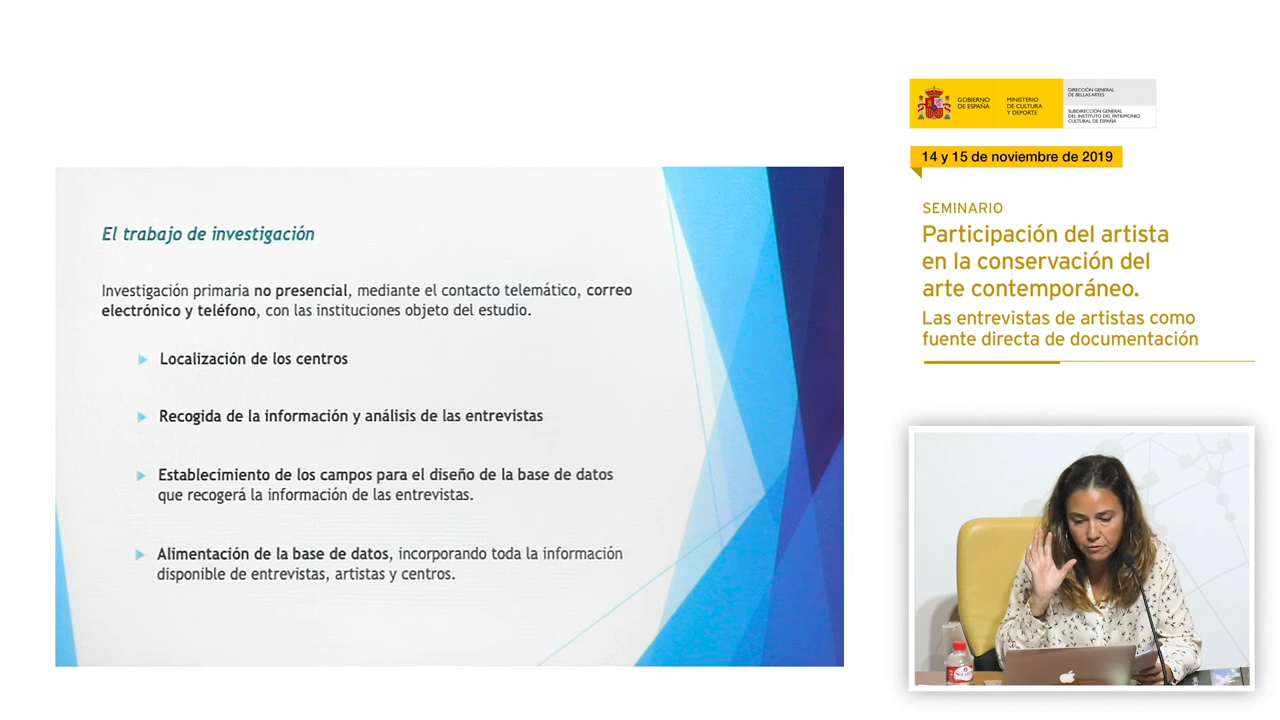 El trabajo de investigación
Investigación primaria no presencial, mediante el contacto telemático, correo
electrónico y teléfono, con las instituciones objeto del estudio.
Localización de los centros
Recogida de la información y análisis de las entrevistas
Establecimiento de los campos para el diseño de la base de datos
que recogerá la información de las entrevistas.
Alimentación de la base de datos, incorporando toda la información
disponible de entrevistas, artistas y centros.
GOBIERNO
DE ESPAÑA
MINISTERIO
DE CULTURA
Y DEPORTE
DIRECCIÓN GENERAL
DE BELLAS ARTES
SUBDIRECCIÓN GENERAL
DEL INSTITUTO DEL PATRIMONIO
CULTURAL DE ESPAÑA
14 y 15 de noviembre de 2019
SEMINARIO
Participación del artista
en la conservación del
arte contemporáneo.
Las entrevistas de artistas como
fuente directa de documentación